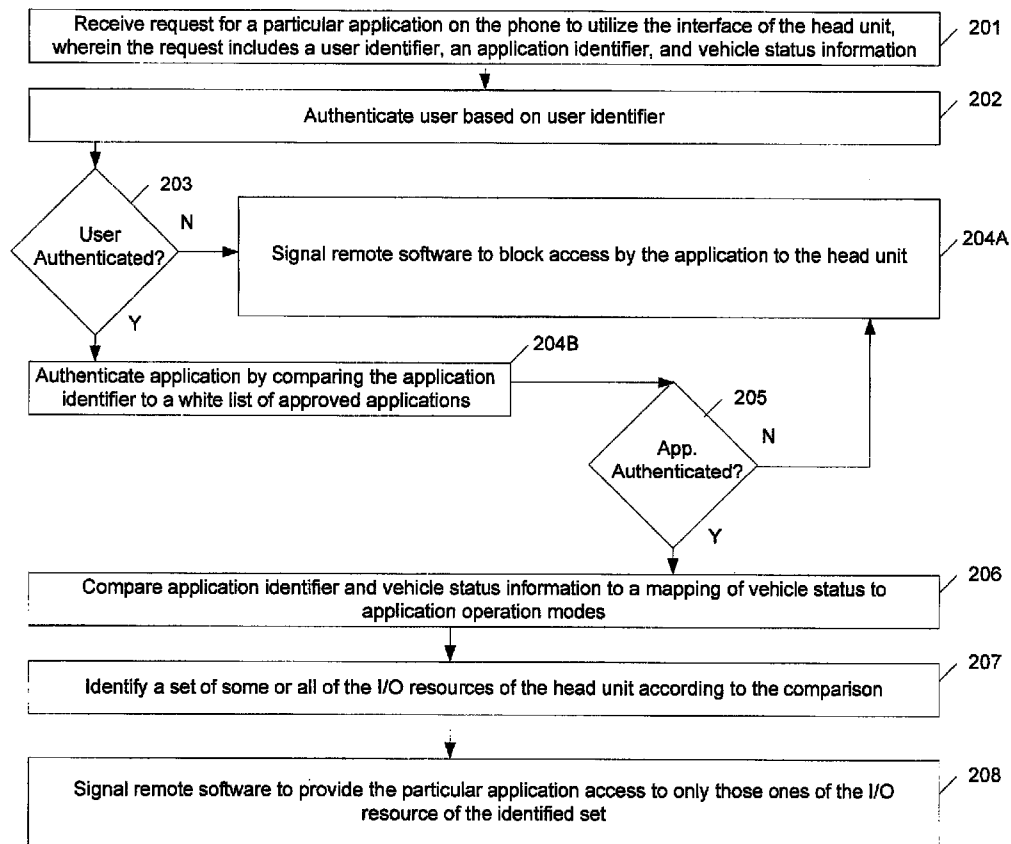 Receive request for a particular application on the phone to utilize the interface of the head unit,
wherein the request includes a user identifier, an application identifier, and vehicle status information
201
202
Authenticate user based on user identifier
203
User
Authenticated?
N
Y
Signal remote software to block access by the application to the head unit
204A
204B
Authenticate application by comparing the application
identifier to a white list of approved applications
205
App.
Authenticated?
N
Y
Compare application identifier and vehicle status information to a mapping of vehicle status to
application operation modes
206
207
Identify a set of some or all of the I/O resources of the head unit according to the comparison
208
Signal remote software to provide the particular application access to only those ones of the I/O
resource of the identified set